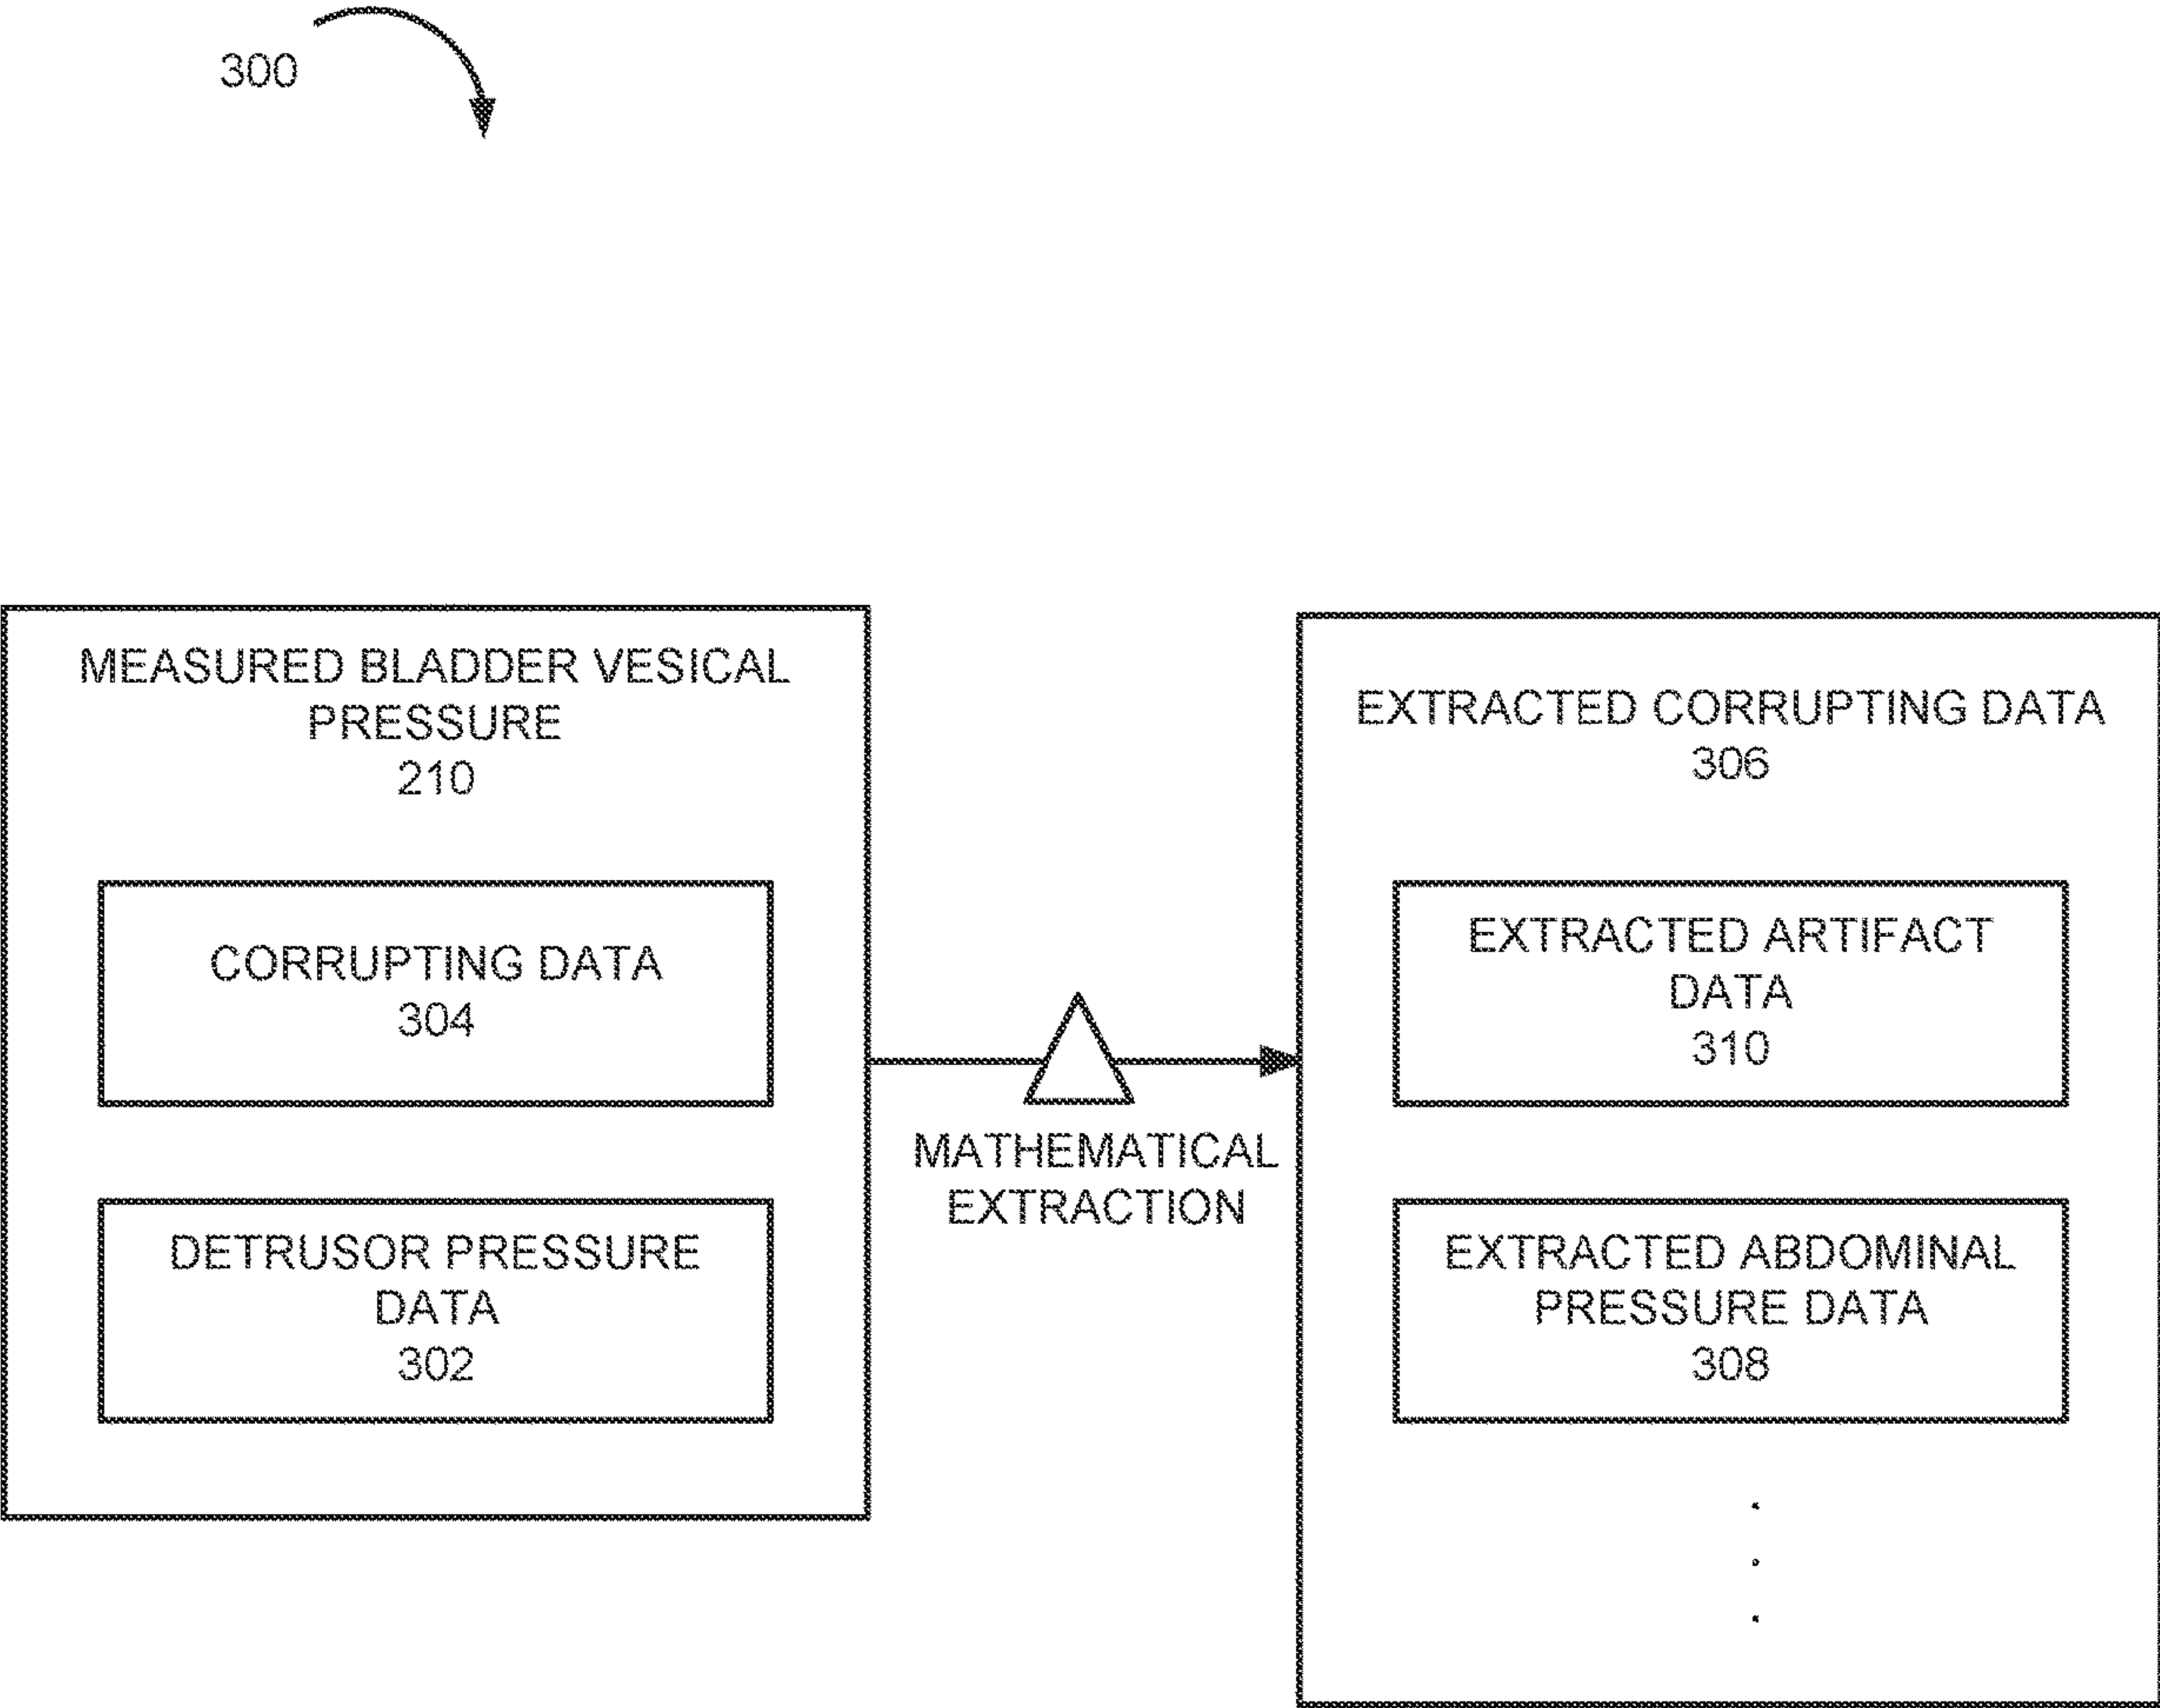 300
MEASURED BLADDER VESICAL
PRESSURE
210
CORRUPTING DATA
304
DETRUSOR PRESSURE
DATA
302
MATHEMATICAL
EXTRACTION
EXTRACTED CORRUPTING DATA
306
EXTRACTED ARTIFACT
DATA
310
EXTRACTED ABDOMINAL
PRESSURE DATA
308